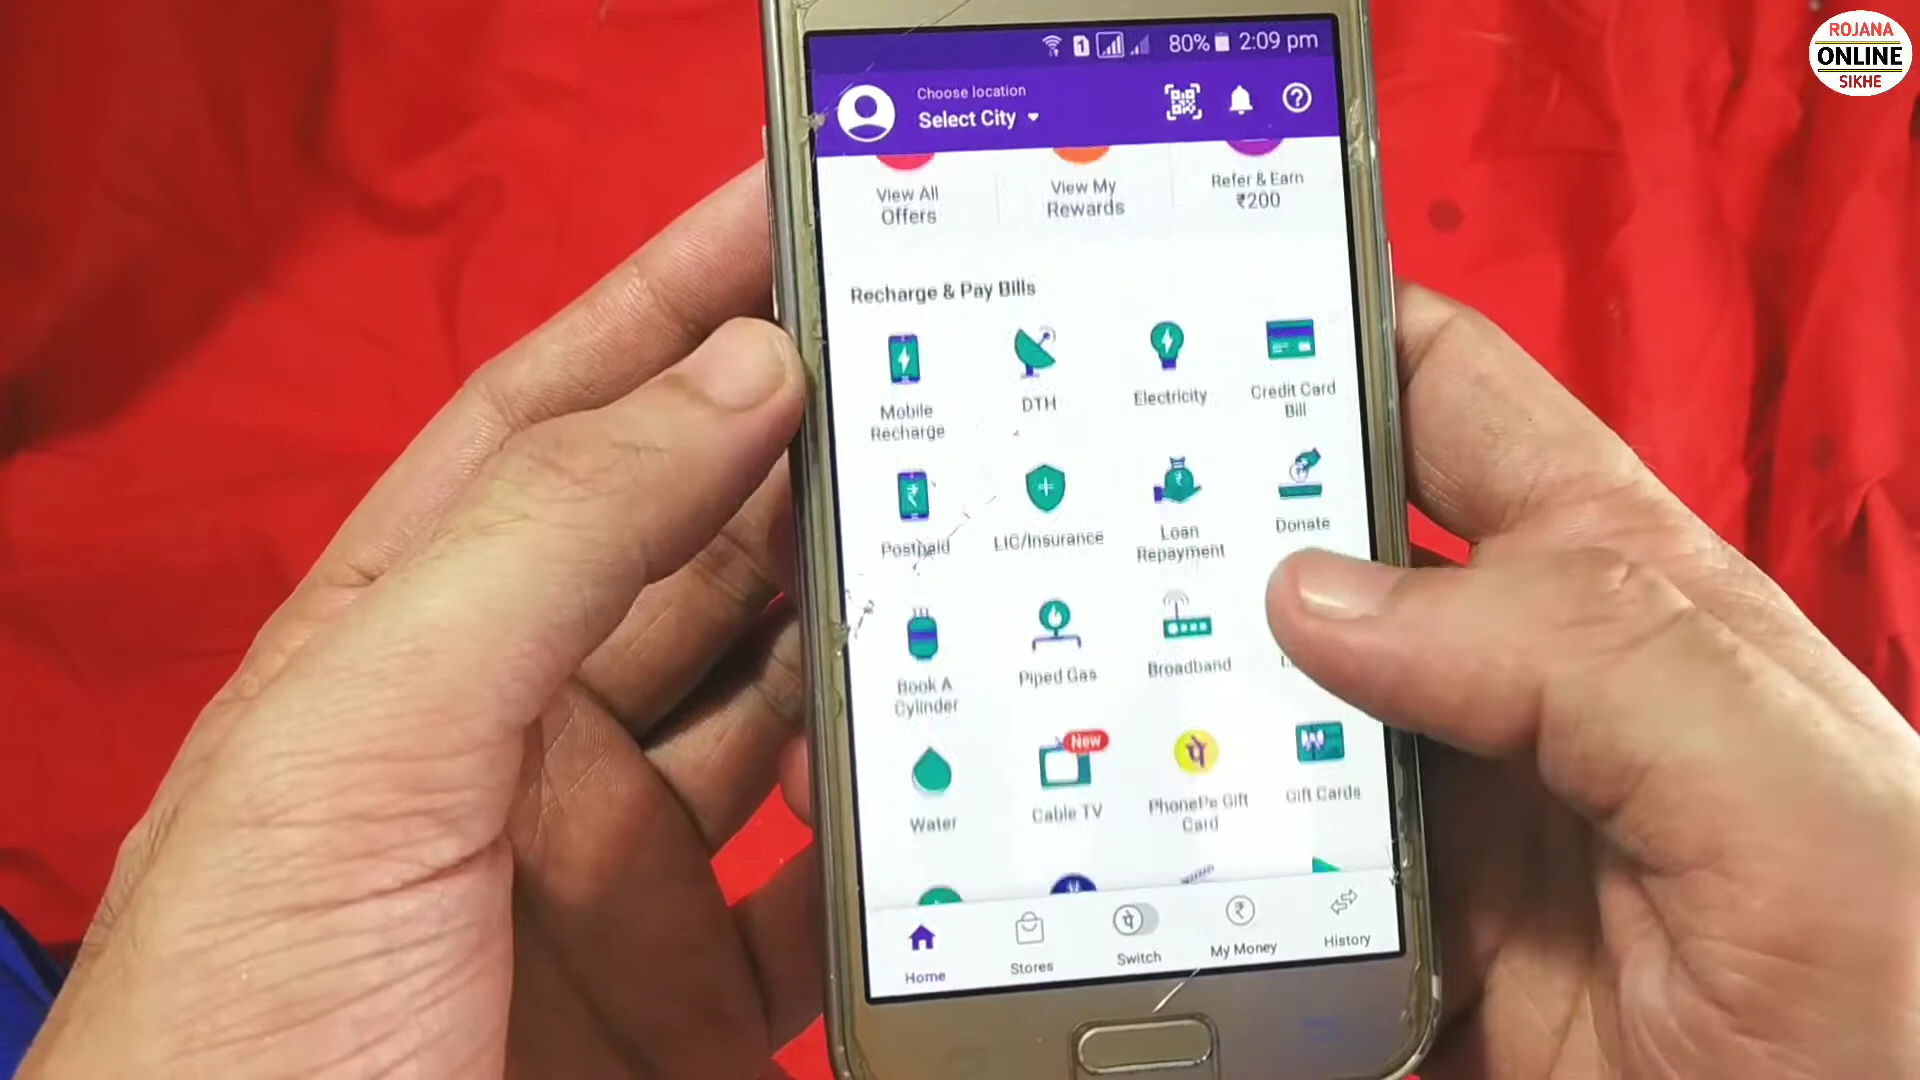 ROJANA
ONLINE
SIKHE
80% 2:09 pm
Choose location
Select City
View All
Offers
View My
Rewards
Refer & Earn
₹200
Recharge & Pay Bills
Mobile
Recharge
DTH
Electricity
Credit Card
Bill
Postpaid
LIC/Insurance
Loan
Repayment
Donate
Book A
Cylinder
Piped Gas
Broadband
Water
New
Cable TV
पे
PhonePe Gift
Card
Gift Cards
Home
Stores
पे
Switch
₹
My Money
History